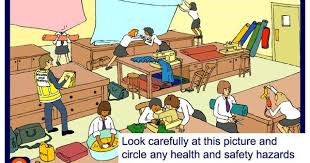 Look carefully at this picture and
circle any health and safety hazards